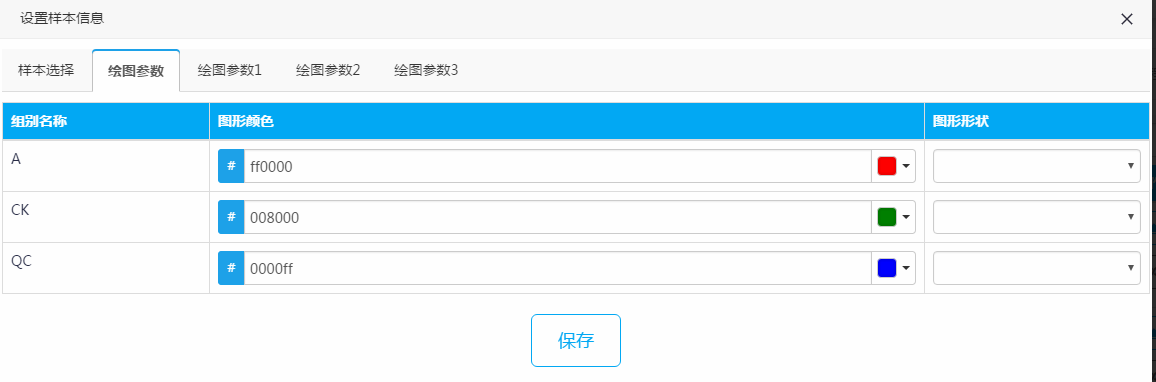 设置样本信息
样本选择 绘图参数 绘图参数1 绘图参数2 绘图参数3
组别名称 图形颜色 图形形状
A # ff0000
CK # 008000
QC # 0000ff
保存